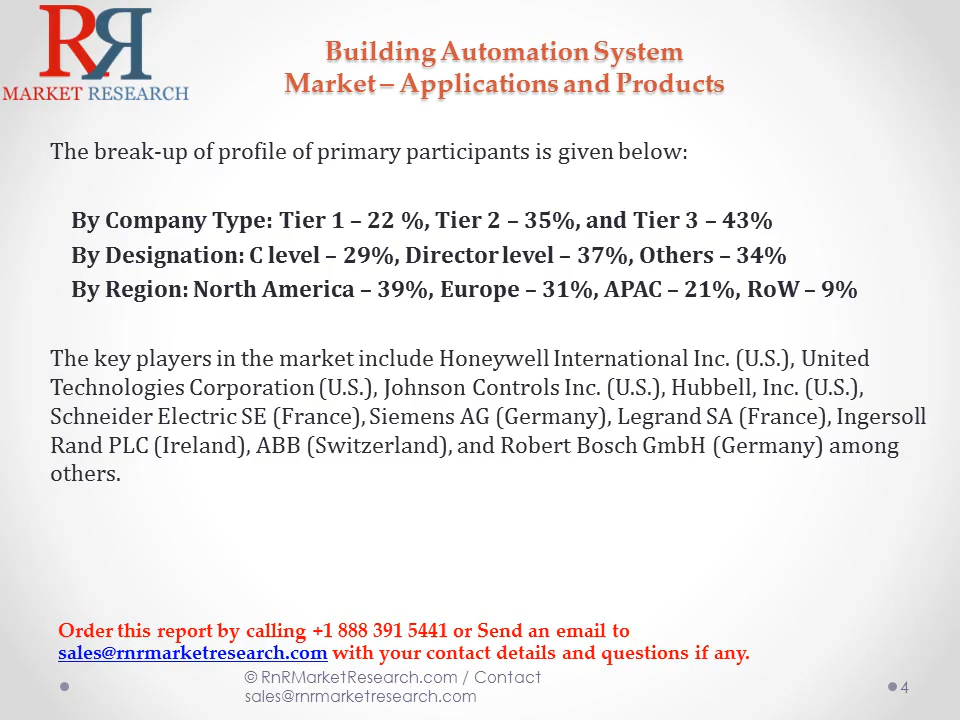 RR
MARKET RESEARCH
Building Automation System
Market – Applications and Products
The break-up of profile of primary participants is given below:
By Company Type: Tier 1 – 22 %, Tier 2 – 35%, and Tier 3 – 43%
By Designation: C level – 29%, Director level – 37%, Others – 34%
By Region: North America – 39%, Europe – 31%, APAC – 21%, RoW – 9%
The key players in the market include Honeywell International Inc. (U.S.), United
Technologies Corporation (U.S.), Johnson Controls Inc. (U.S.), Hubbell, Inc. (U.S.),
Schneider Electric SE (France), Siemens AG (Germany), Legrand SA (France), Ingersoll
Rand PLC (Ireland), ABB (Switzerland), and Robert Bosch GmbH (Germany) among
others.
Order this report by calling +1 888 391 5441 or Send an email to
sales@rnrmarketresearch.com with your contact details and questions if any.
© RnRMarketResearch.com / Contact
sales@rnrmarketresearch.com
4